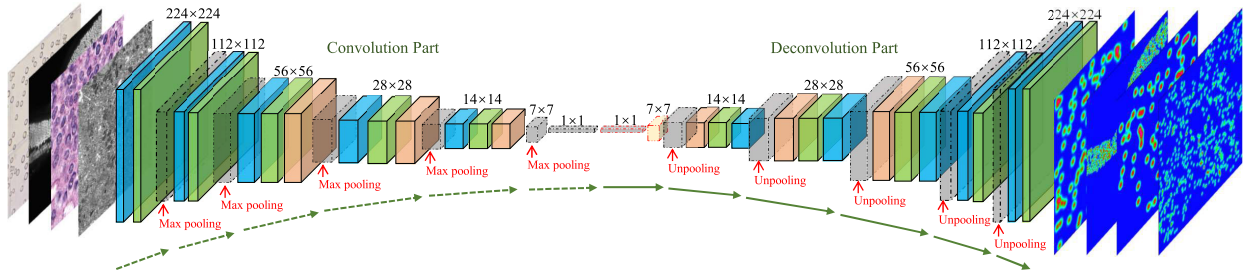 224×224
112×112
Convolution Part
56×56
28×28
14×14
7×7
1×1
1×1
7×7
14×14
28×28
Deconvolution Part
56×56
112×112
224×224
Max pooling
Max pooling
Max pooling
Max pooling
Max pooling
Unpooling
Unpooling
Unpooling
Unpooling
Unpooling